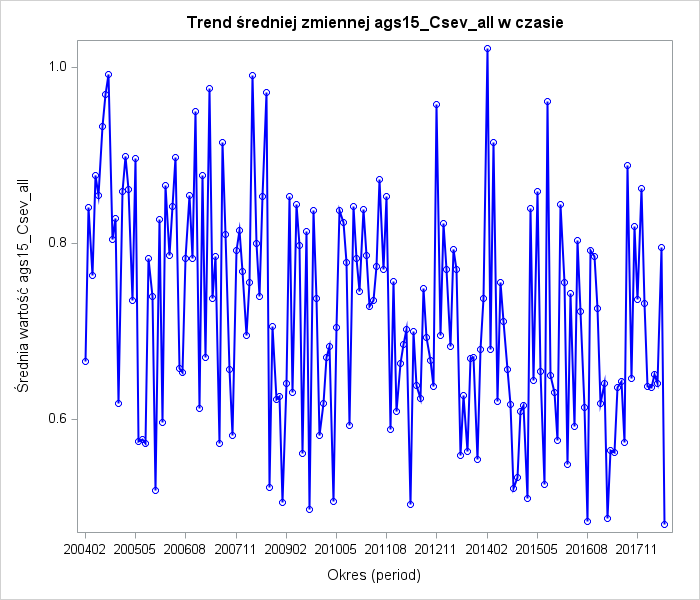 Trend średniej zmiennej ags15_Csev_all w czasie
1.0
0.8
0.6
Średnia wartość ags15_Csev_all
200402 200505 200608 200711 200902 201005 201108 201211 201402 201505 201608 201711
Okres (period)